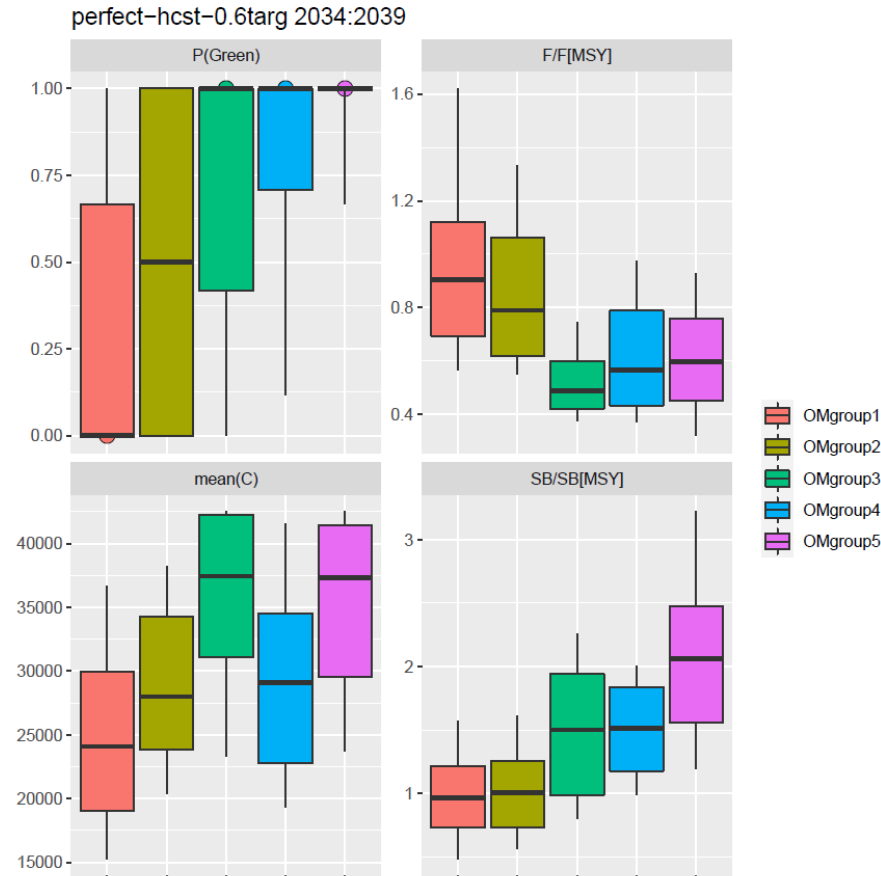 perfect-hcst-0.6targ 2034:2039
P(Green)
F/F[MSY]
1.00
0.75
0.50
0.25
0.00
1.6
1.2
0.8
0.4
mean(C)
SB/SB[MSY]
40000
35000
30000
25000
20000
15000
3
2
1
OMgroup1
OMgroup2
OMgroup3
OMgroup4
OMgroup5